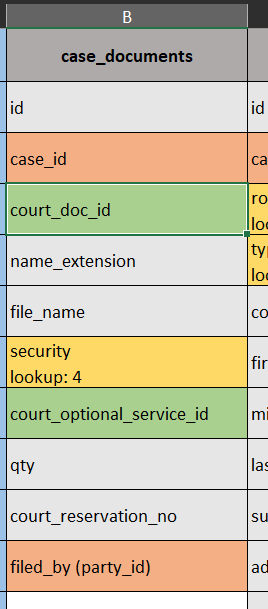 B
case_documents
id
id
case_id
ca
court_doc_id
ro
loo
name_extension
typ
loo
file_name
co
security
lookup: 4
fir
court_optional_service_id
mi
qty
las
court_reservation_no
su
filed_by (party_id)
ad